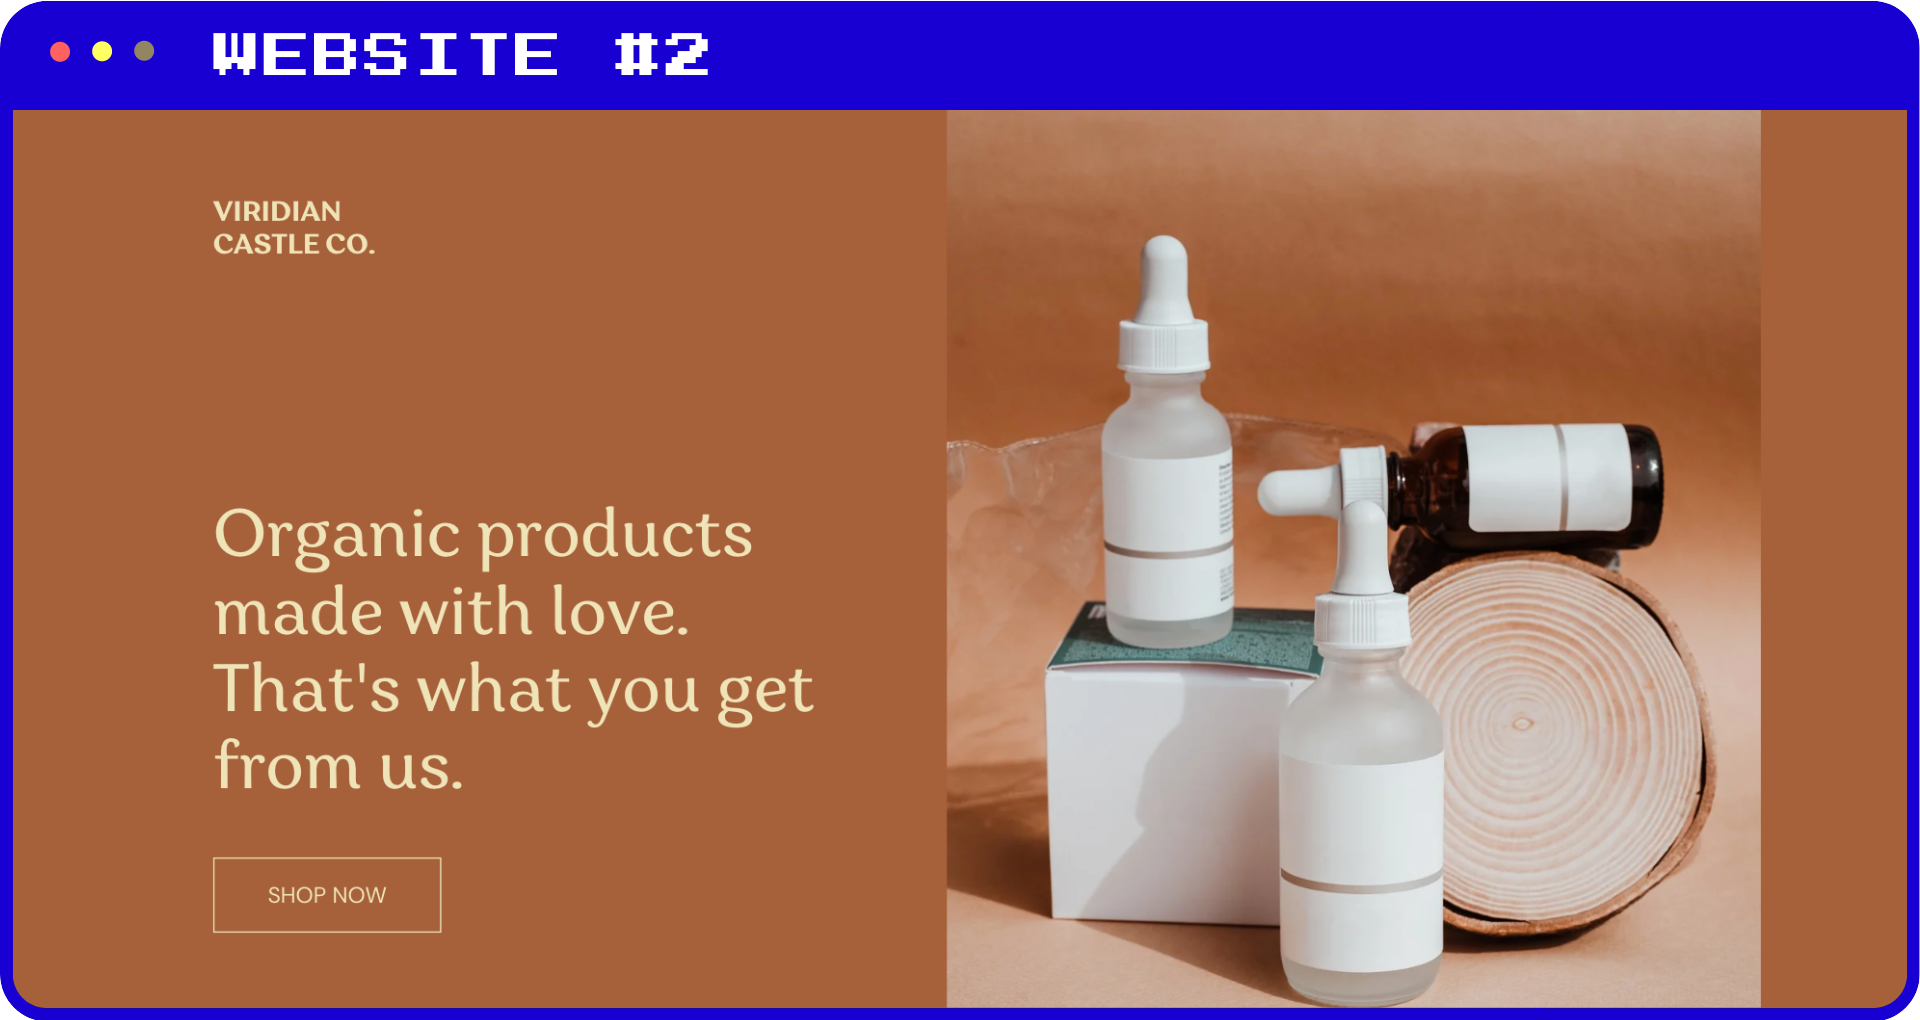 WEBSITE #2
VIRIDIAN
CASTLE CO.
Organic products
made with love.
That's what you get
from us.
SHOP NOW